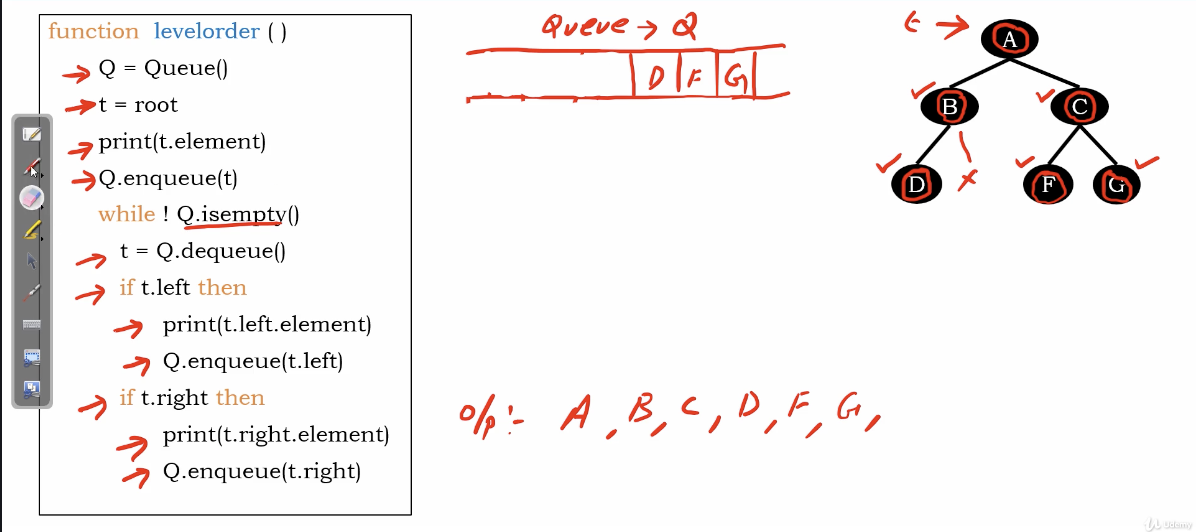 function levelorder ( )
Q = Queue()
t = root
print(t.element)
Q.enqueue(t)
while ! Q.isempty()
t = Q.dequeue()
if t.left then
print(t.left.element)
Q.enqueue(t.left)
if t.right then
print(t.right.element)
Q.enqueue(t.right)
Queue → Q
D F G
t → A
B C
D F G
o/p :- A, B, C, D, F, G,
Udemy